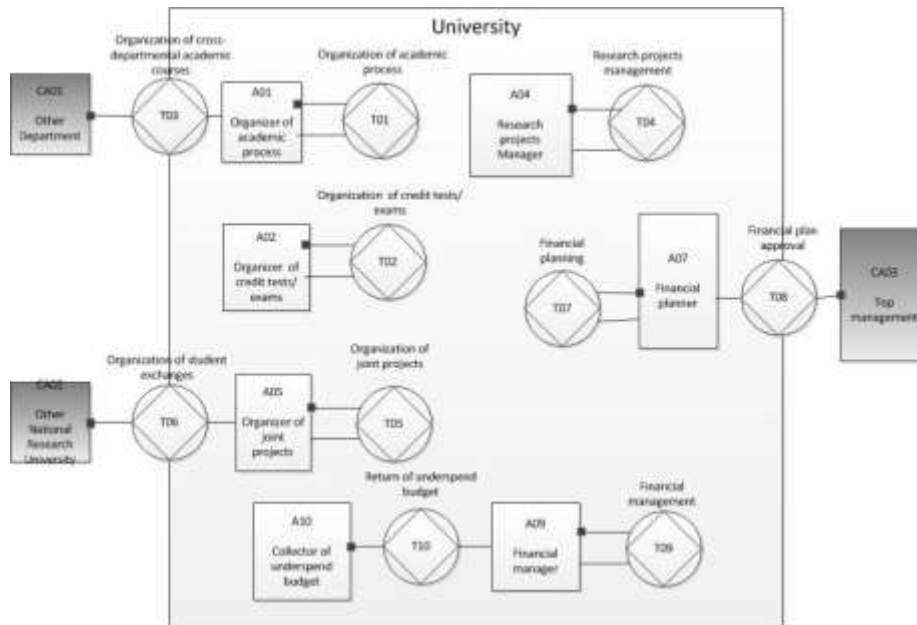 University
Organization of cross-
departmental academic
courses
CA01
Other
Department
T03
A01
Organizer of
academic
process
Organization of academic
process
T01
A04
Research
projects
Manager
Research projects
management
T04
Organization of credit tests/
exams
A02
Organizer of
credit tests/
exams
T02
Financial
planning
T07
A07
Financial
planner
Financial plan
approval
T08
CA03
Top
management
Organization of student
exchanges
CA02
Other
National
Research
University
T06
A05
Organizer of
joint
projects
Organization of
joint projects
T05
Return of underspend
budget
A10
Collector of
underspend
budget
T10
A09
Financial
manager
Financial
management
T09